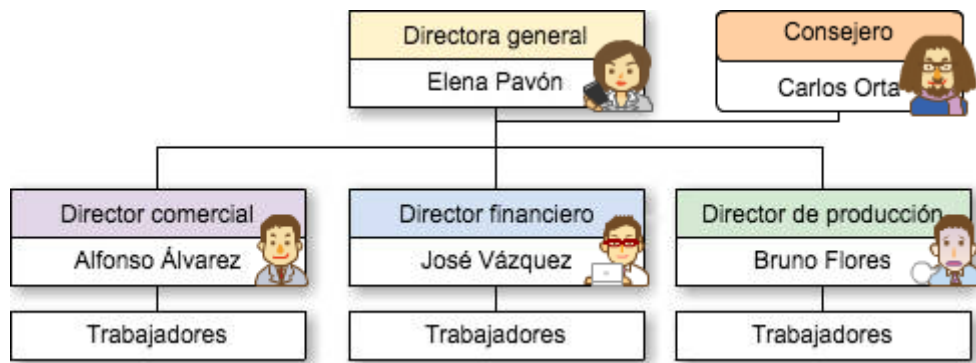 Directora general
Elena Pavón
Consejero
Carlos Orta
Director comercial
Alfonso Álvarez
Director financiero
José Vázquez
Director de producción
Bruno Flores
Trabajadores
Trabajadores
Trabajadores